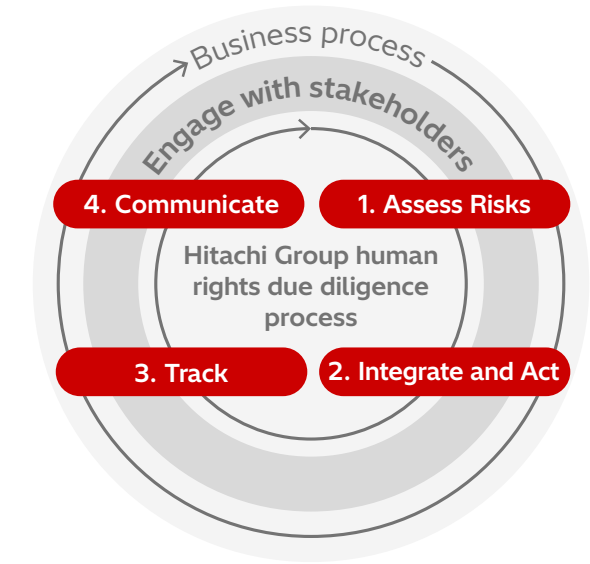 Business process
Engage with stakeholders
4. Communicate
1. Assess Risks
Hitachi Group human
rights due diligence
process
3. Track
2. Integrate and Act